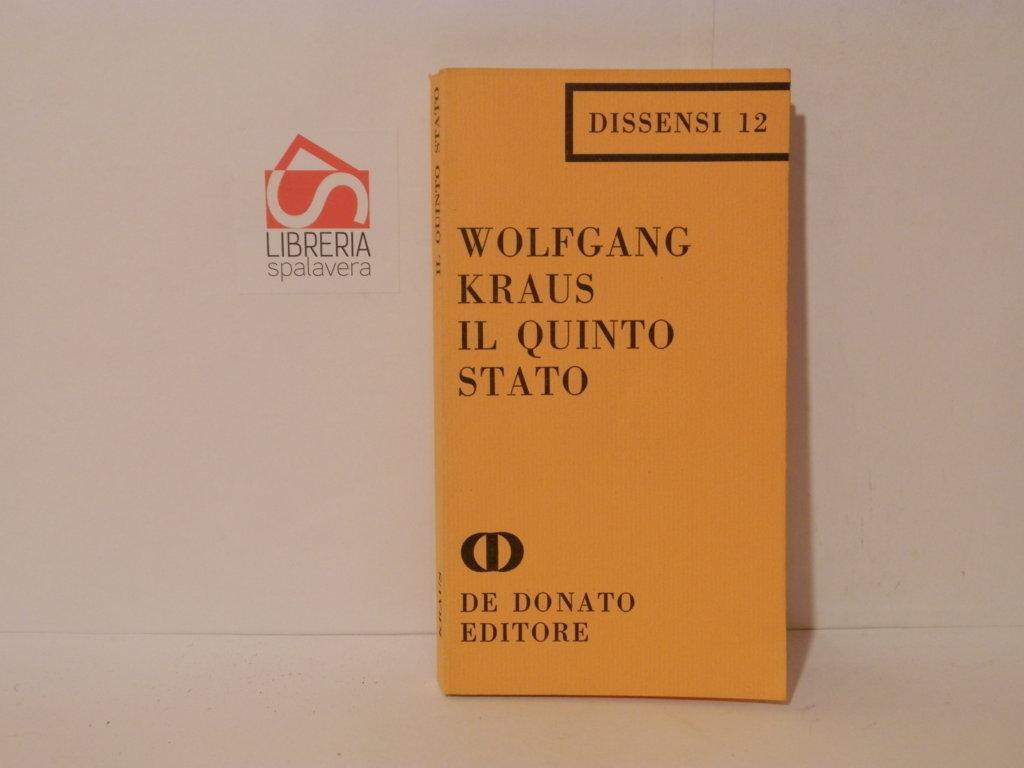 LIBRERIA
spalavera
IL QUINTO STATO
KRAUS
DISSENSI 12
WOLFGANG
KRAUS
IL QUINTO
STATO
DE DONATO
EDITORE